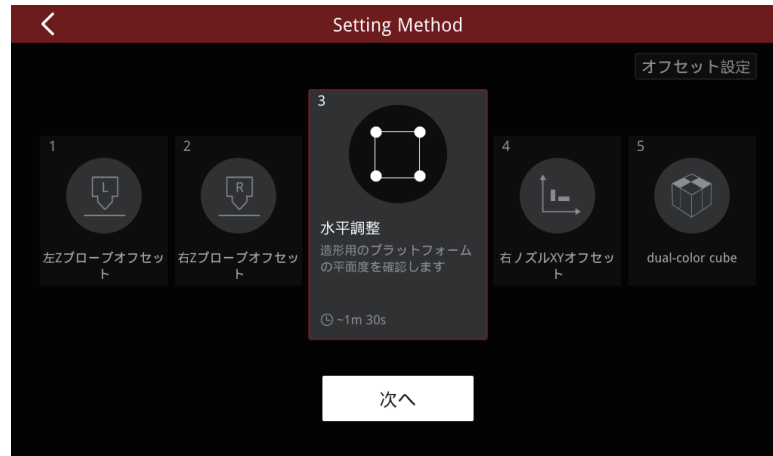 Setting Method
オフセット設定
1
L
左Zプローブオフセッ
ト
2
R
右Zプローブオフセッ
ト
3
水平調整
造形用のプラットフォーム
の平面度を確認します
~1m 30s
4
右ノズルXYオフセッ
ト
5
dual-color cube
次へ